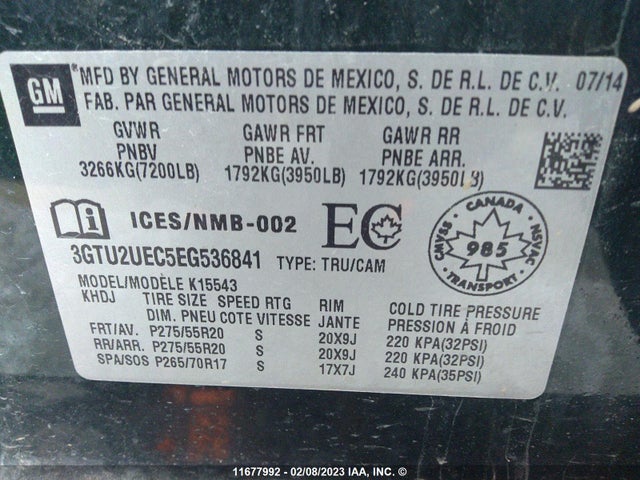 GM
MFD BY GENERAL MOTORS DE MEXICO, S. DE R.L. DE C.V. 07/14
FAB. PAR GENERAL MOTORS DE MEXICO, S. DE R.L. DE C.V.
GVWR GAWR FRT GAWR RR
PNBV PNBE AV. PNBE ARR.
3266KG(7200LB) 1792KG(3950LB) 1792KG(3950LB)
i ICES/NMB-002 EC
CANADA
CMVSS 985 NSVAC
TRANSPORT
3GTU2UEC5EG536841 TYPE: TRU/CAM
MODEL/MODÈLE K15543
KHDJ TIRE SIZE SPEED RTG RIM COLD TIRE PRESSURE
DIM. PNEU COTE VITESSE JANTE PRESSION À FROID
FRT/AV. P275/55R20 S 20X9J 220 KPA(32PSI)
RR/ARR. P275/55R20 S 20X9J 220 KPA(32PSI)
SPA/SOS P265/70R17 S 17X7J 240 KPA(35PSI)
11677992 - 02/08/2023 IAA, INC. ©